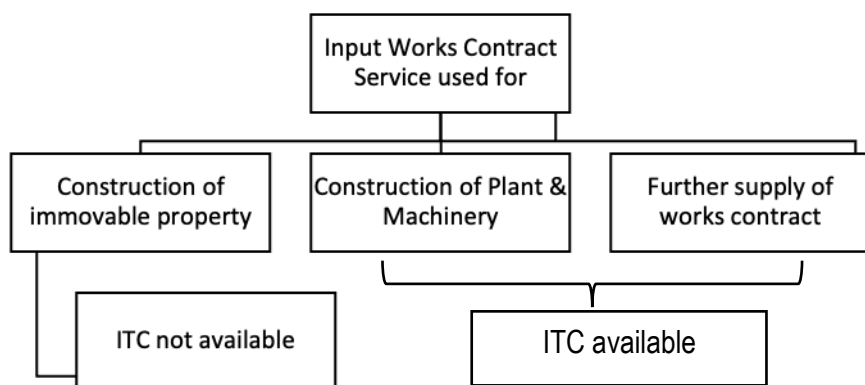 Input Works Contract
Service used for
Construction of
immovable property
Construction of Plant &
Machinery
Further supply of
works contract
ITC not available
ITC available